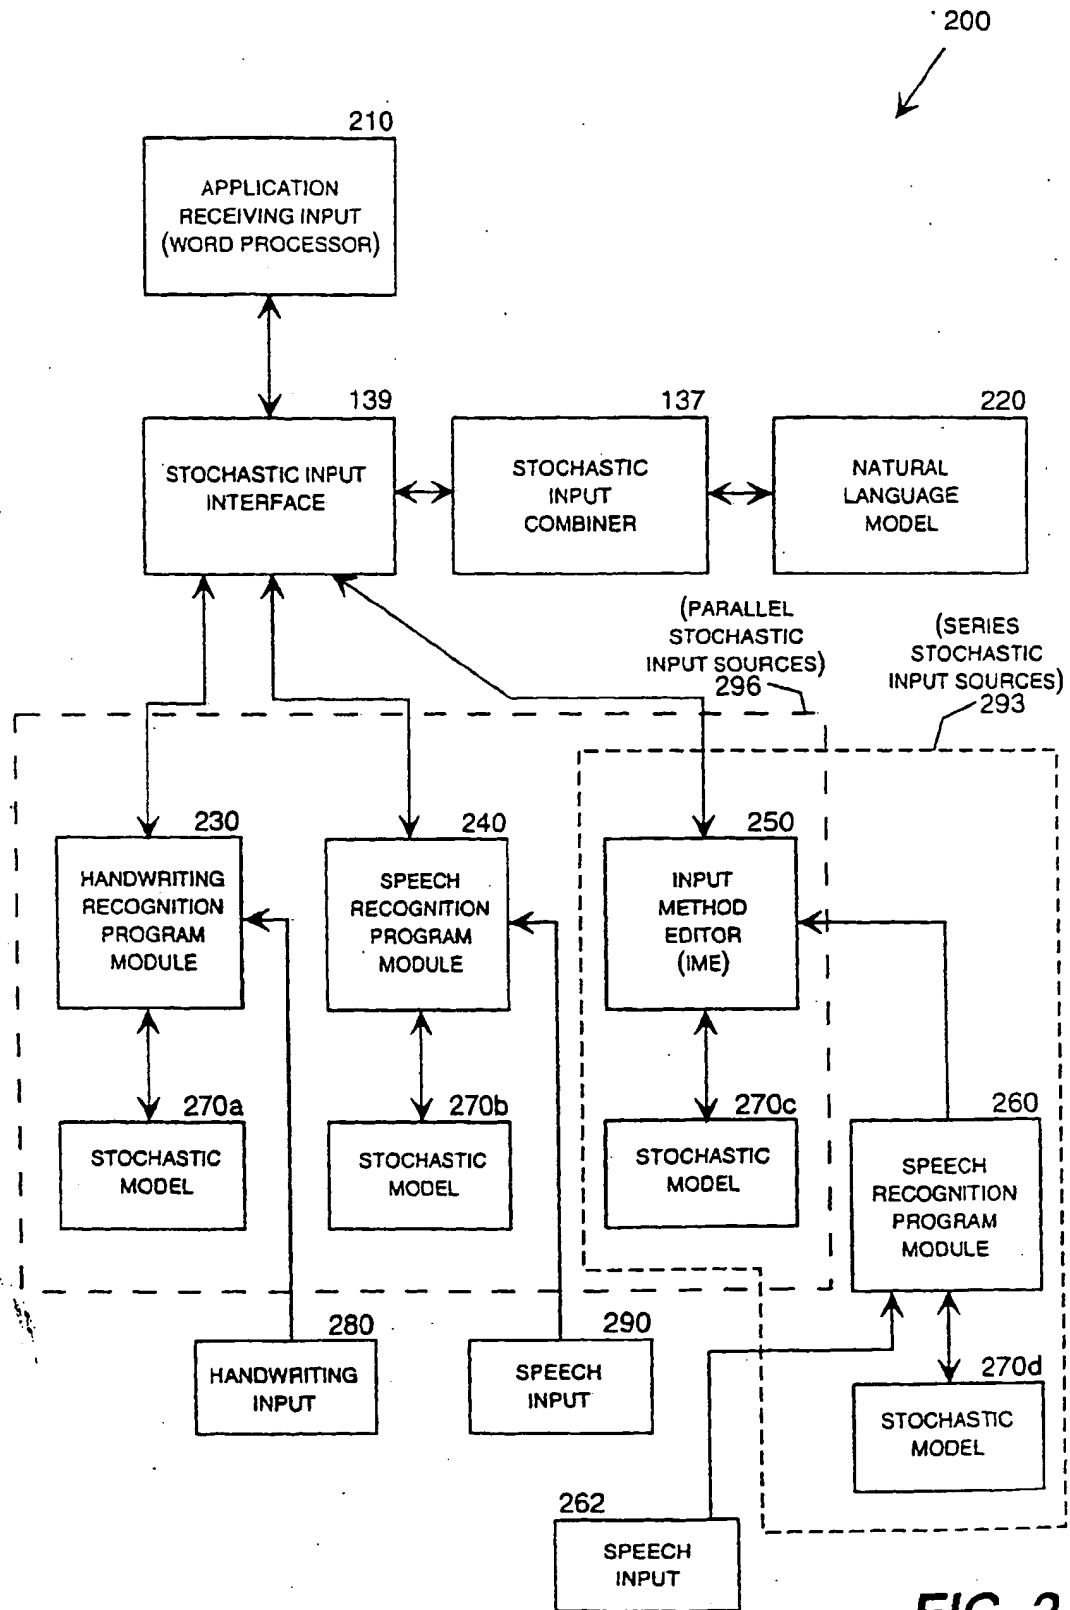 200
210
APPLICATION
RECEIVING INPUT
(WORD PROCESSOR)
139
STOCHASTIC INPUT
INTERFACE
137
STOCHASTIC
INPUT
COMBINER
220
NATURAL
LANGUAGE
MODEL
(PARALLEL
STOCHASTIC
INPUT SOURCES)
296
(SERIES
STOCHASTIC
INPUT SOURCES)
293
230
HANDWRITING
RECOGNITION
PROGRAM
MODULE
240
SPEECH
RECOGNITION
PROGRAM
MODULE
250
INPUT
METHOD
EDITOR
(IME)
270a
STOCHASTIC
MODEL
270b
STOCHASTIC
MODEL
270c
STOCHASTIC
MODEL
260
SPEECH
RECOGNITION
PROGRAM
MODULE
280
HANDWRITING
INPUT
290
SPEECH
INPUT
270d
STOCHASTIC
MODEL
262
SPEECH
INPUT
FIG. 2